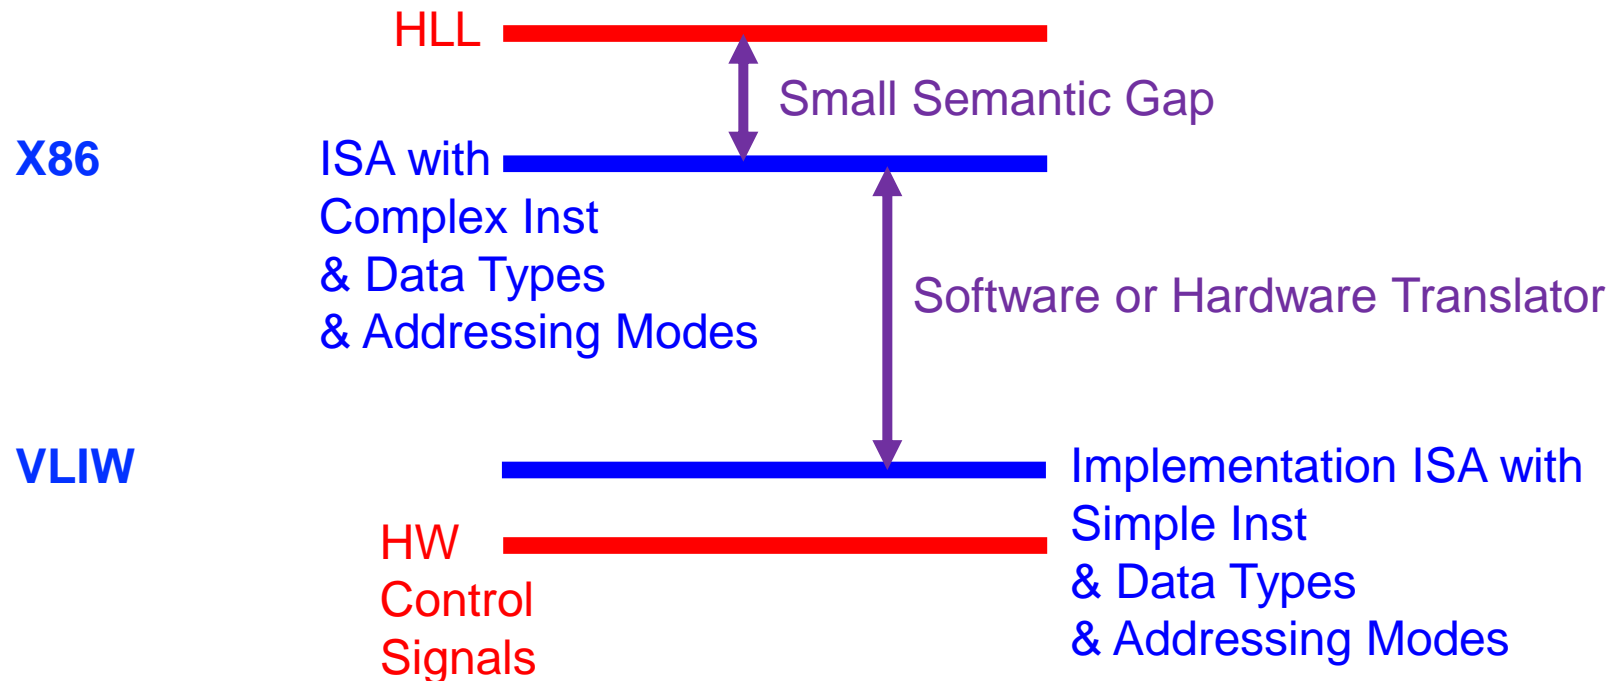 HLL
Small Semantic Gap
X86
ISA with
Complex Inst
& Data Types
& Addressing Modes
Software or Hardware Translator
VLIW
Implementation ISA with
Simple Inst
& Data Types
& Addressing Modes
HW
Control
Signals